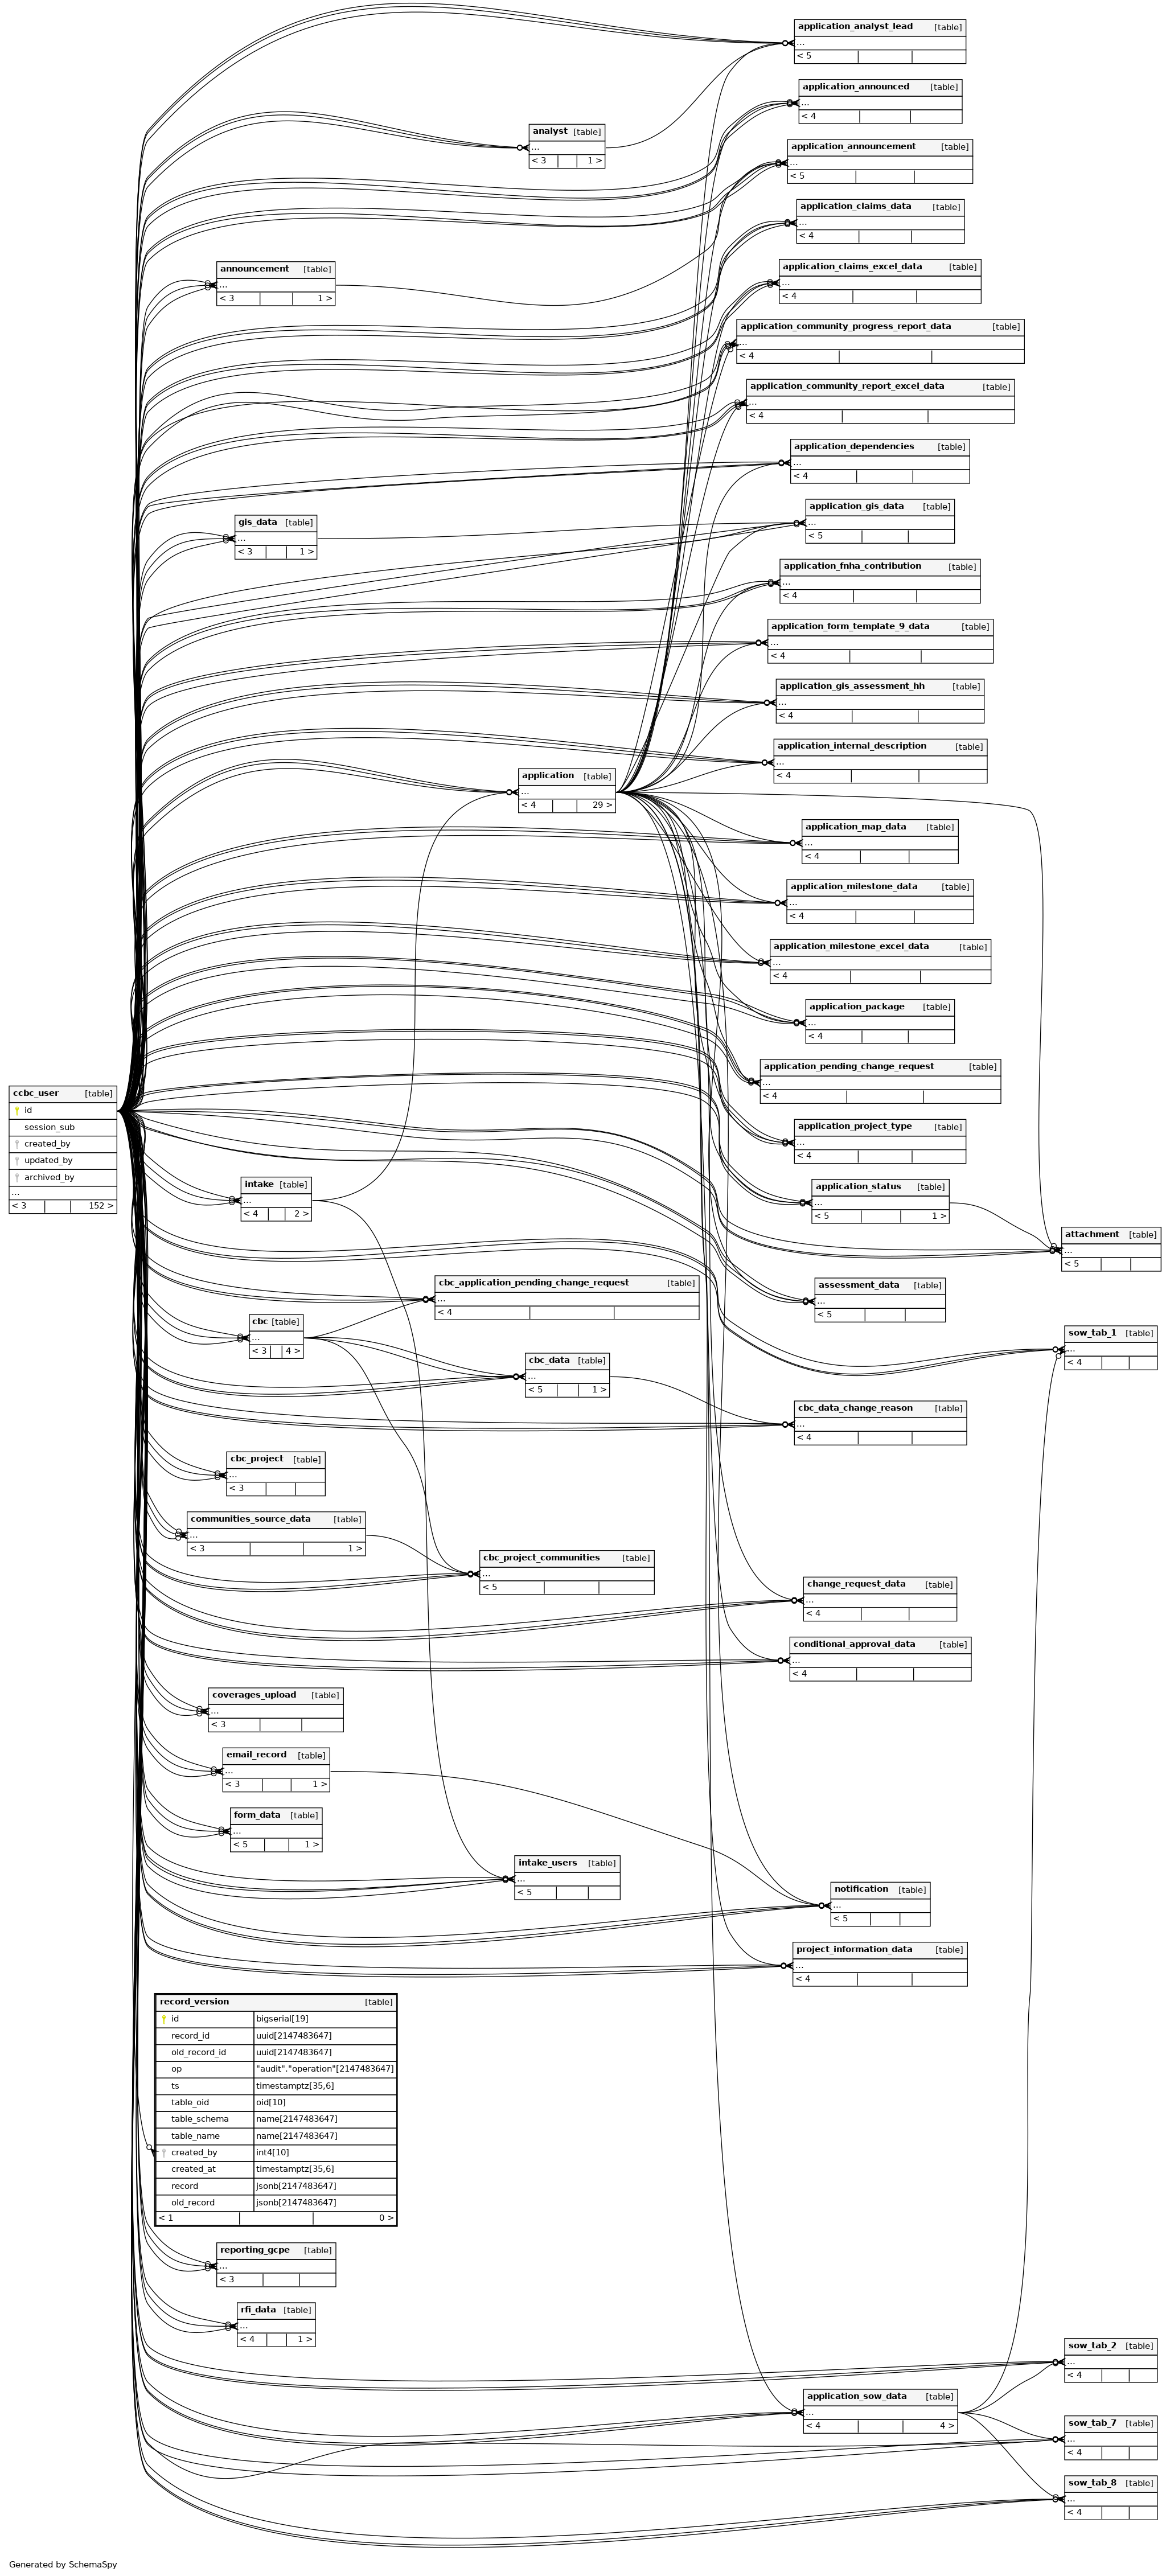 application_analyst_lead [table]
...
< 5
application_announced [table]
...
< 4
analyst [table]
...
< 3 1 >
application_announcement [table]
...
< 5
application_claims_data [table]
...
< 4
announcement [table]
...
< 3 1 >
application_claims_excel_data [table]
...
< 4
application_community_progress_report_data [table]
...
< 4
application_community_report_excel_data [table]
...
< 4
application_dependencies [table]
...
< 4
application_gis_data [table]
...
< 5
gis_data [table]
...
< 3 1 >
application_fnha_contribution [table]
...
< 4
application_form_template_9_data [table]
...
< 4
application_gis_assessment_hh [table]
...
< 4
application_internal_description [table]
...
< 4
application [table]
...
< 4 29 >
application_map_data [table]
...
< 4
application_milestone_data [table]
...
< 4
application_milestone_excel_data [table]
...
< 4
application_package [table]
...
< 4
application_pending_change_request [table]
...
< 4
ccbc_user [table]
id
session_sub
created_by
updated_by
archived_by
...
< 3 152 >
application_project_type [table]
...
< 4
intake [table]
...
< 4 2 >
application_status [table]
...
< 5 1 >
attachment [table]
...
< 5
cbc_application_pending_change_request [table]
...
< 4
assessment_data [table]
...
< 5
cbc [table]
...
< 3 4 >
sow_tab_1 [table]
...
< 4
cbc_data [table]
...
< 5 1 >
cbc_data_change_reason [table]
...
< 4
cbc_project [table]
...
< 3
communities_source_data [table]
...
< 3 1 >
cbc_project_communities [table]
...
< 5
change_request_data [table]
...
< 4
conditional_approval_data [table]
...
< 4
coverages_upload [table]
...
< 3
email_record [table]
...
< 3 1 >
form_data [table]
...
< 5 1 >
intake_users [table]
...
< 5
notification [table]
...
< 5
project_information_data [table]
...
< 4
record_version [table]
id bigserial[19]
record_id uuid[2147483647]
old_record_id uuid[2147483647]
op "audit"."operation"[2147483647]
ts timestamptz[35,6]
table_oid oid[10]
table_schema name[2147483647]
table_name name[2147483647]
created_by int4[10]
created_at timestamptz[35,6]
record jsonb[2147483647]
old_record jsonb[2147483647]
< 1 0 >
reporting_gcpe [table]
...
< 3
rfi_data [table]
...
< 4 1 >
sow_tab_2 [table]
...
< 4
application_sow_data [table]
...
< 4 4 >
sow_tab_7 [table]
...
< 4
sow_tab_8 [table]
...
< 4
Generated by SchemaSpy